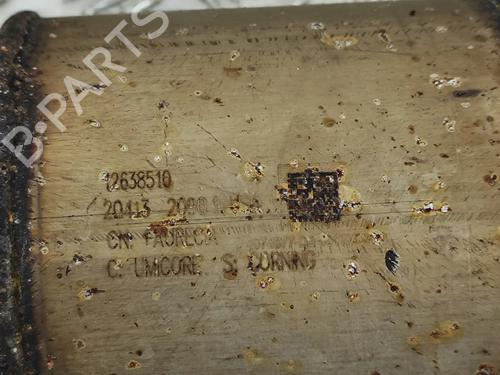 B-PARTS
12638510
20413
CN. FAURECIA
C. UMICORE S. CORNING